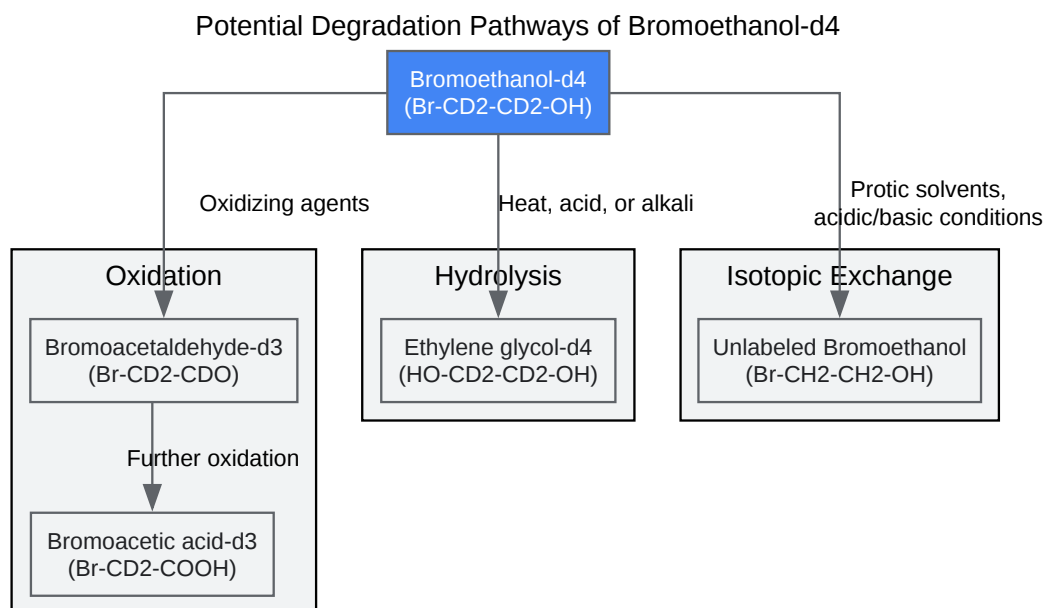 Potential Degradation Pathways of Bromoethanol-d4
Bromoethanol-d4
(Br-CD2-CD2-OH)
Oxidizing agents
Heat, acid, or alkali
Protic solvents,
acidic/basic conditions
Oxidation
Hydrolysis
Isotopic Exchange
Bromoacetaldehyde-d3
(Br-CD2-CDO)
Ethylene glycol-d4
(HO-CD2-CD2-OH)
Unlabeled Bromoethanol
(Br-CH2-CH2-OH)
Further oxidation
Bromoacetic acid-d3
(Br-CD2-COOH)